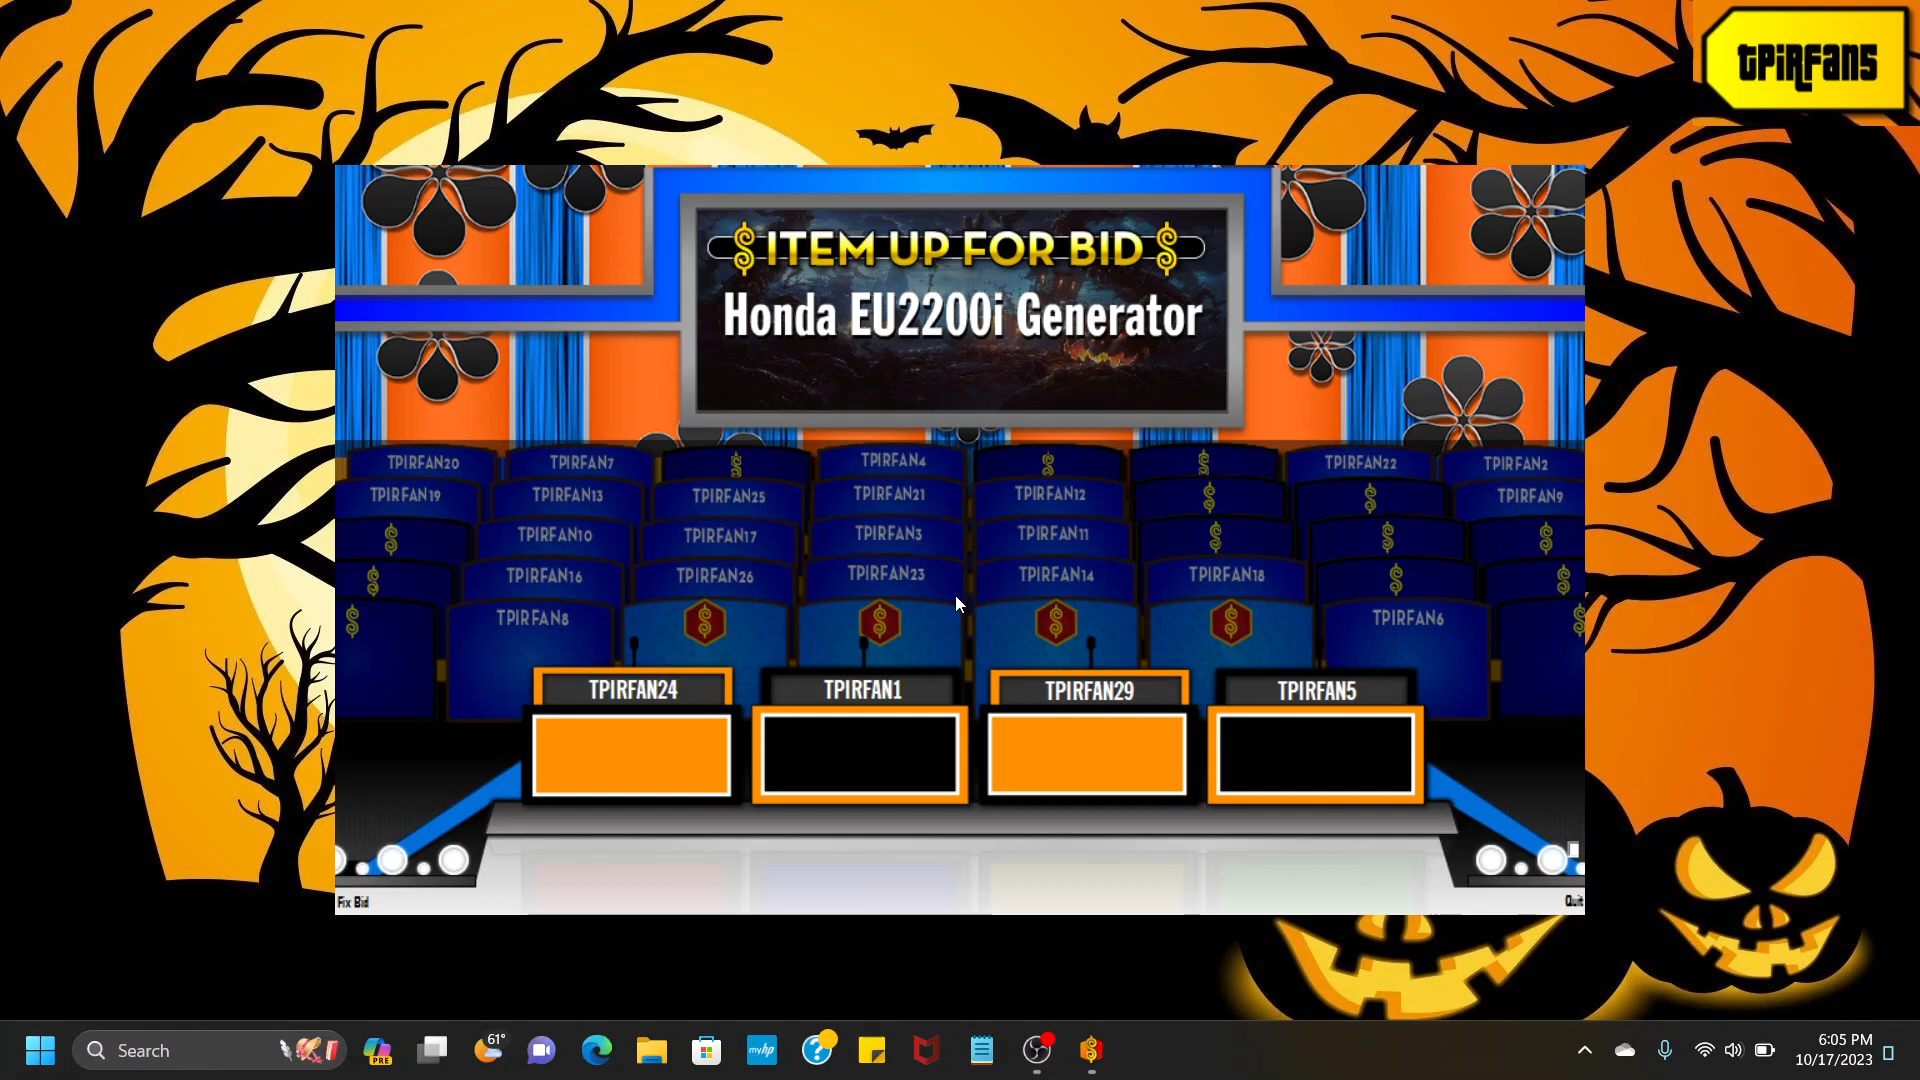 tPiRFans
$ ITEM UP FOR BID $
Honda EU2200i Generator
TPIRFAN20 TPIRFAN7 $ TPIRFAN4 $ $ TPIRFAN22 TPIRFAN2
TPIRFAN19 TPIRFAN13 TPIRFAN25 TPIRFAN21 TPIRFAN12 $ $ TPIRFAN9
$ TPIRFAN10 TPIRFAN17 TPIRFAN3 TPIRFAN11 $ $ $
$ TPIRFAN16 TPIRFAN26 TPIRFAN23 TPIRFAN14 TPIRFAN18 $ $
$ TPIRFAN8 $ $ $ $ TPIRFAN6 $
TPIRFAN24 TPIRFAN1 TPIRFAN29 TPIRFAN5
Fix Bid Quit
Search
PRE
61°
myhp
6:05 PM
10/17/2023